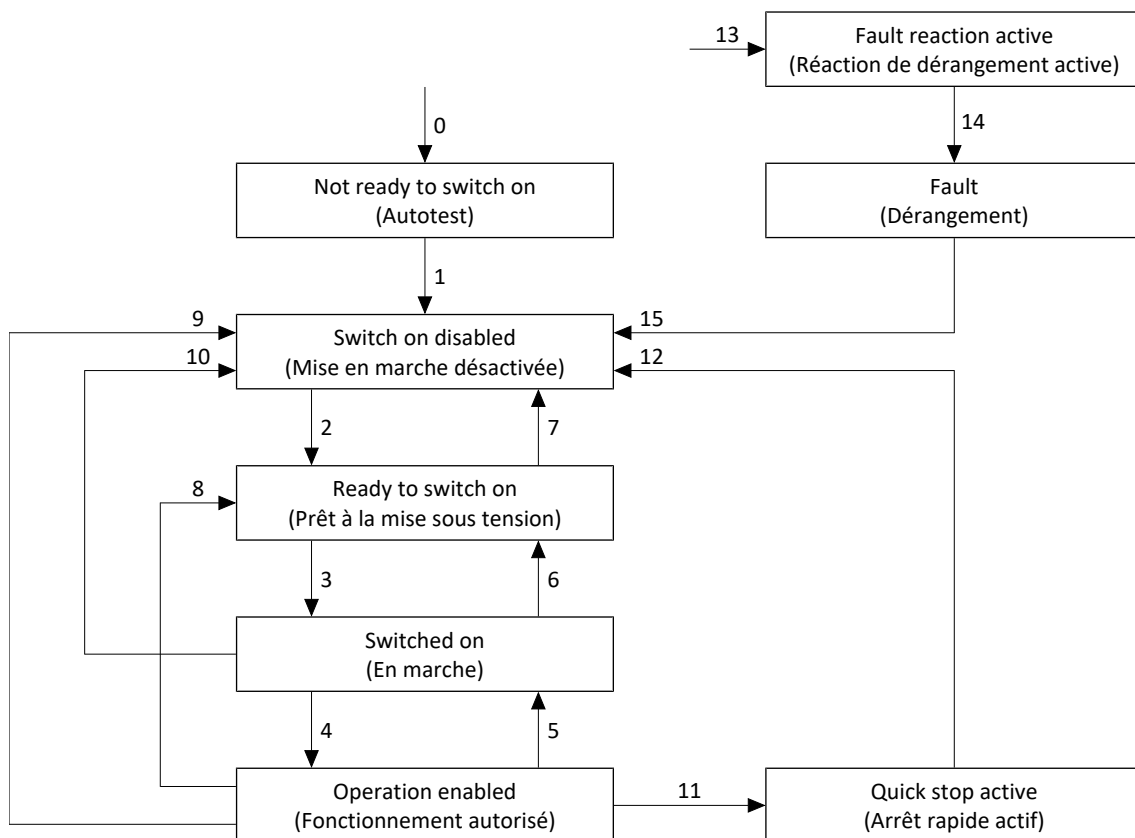 13
Fault reaction active
(Réaction de dérangement active)
0
14
Not ready to switch on
(Autotest)
Fault
(Dérangement)
1
9
Switch on disabled
(Mise en marche désactivée)
15
10
12
2
7
8
Ready to switch on
(Prêt à la mise sous tension)
3
6
Switched on
(En marche)
4
5
Operation enabled
(Fonctionnement autorisé)
11
Quick stop active
(Arrêt rapide actif)